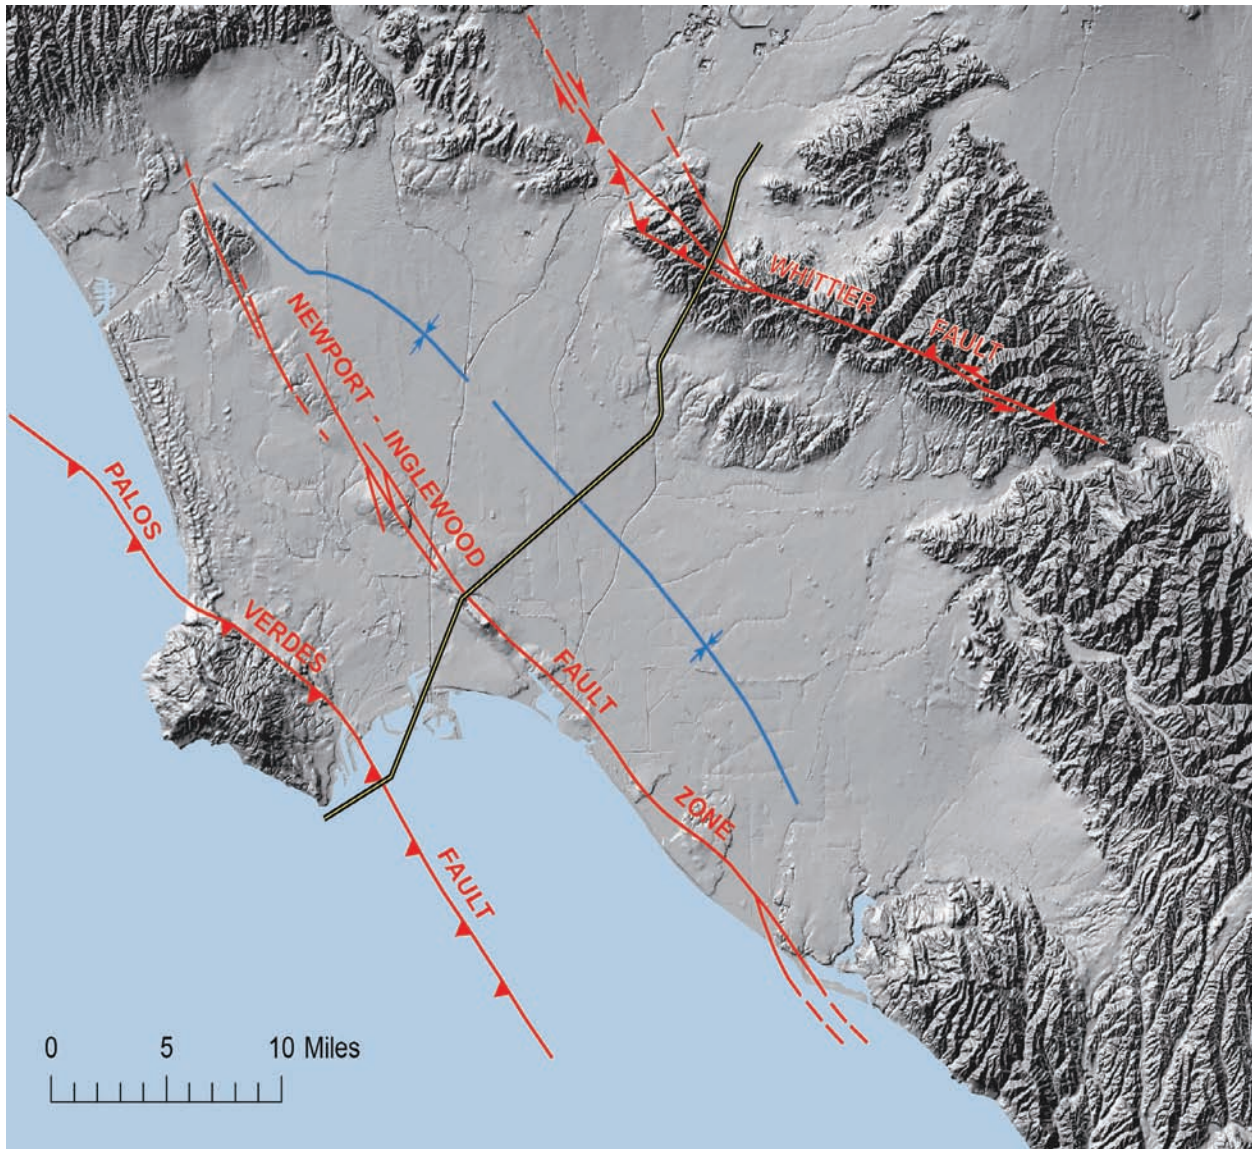 WHITTIER
FAULT
NEWPORT - INGLEWOOD
FAULT
ZONE
PALOS
VERDES
FAULT
0 5 10 Miles